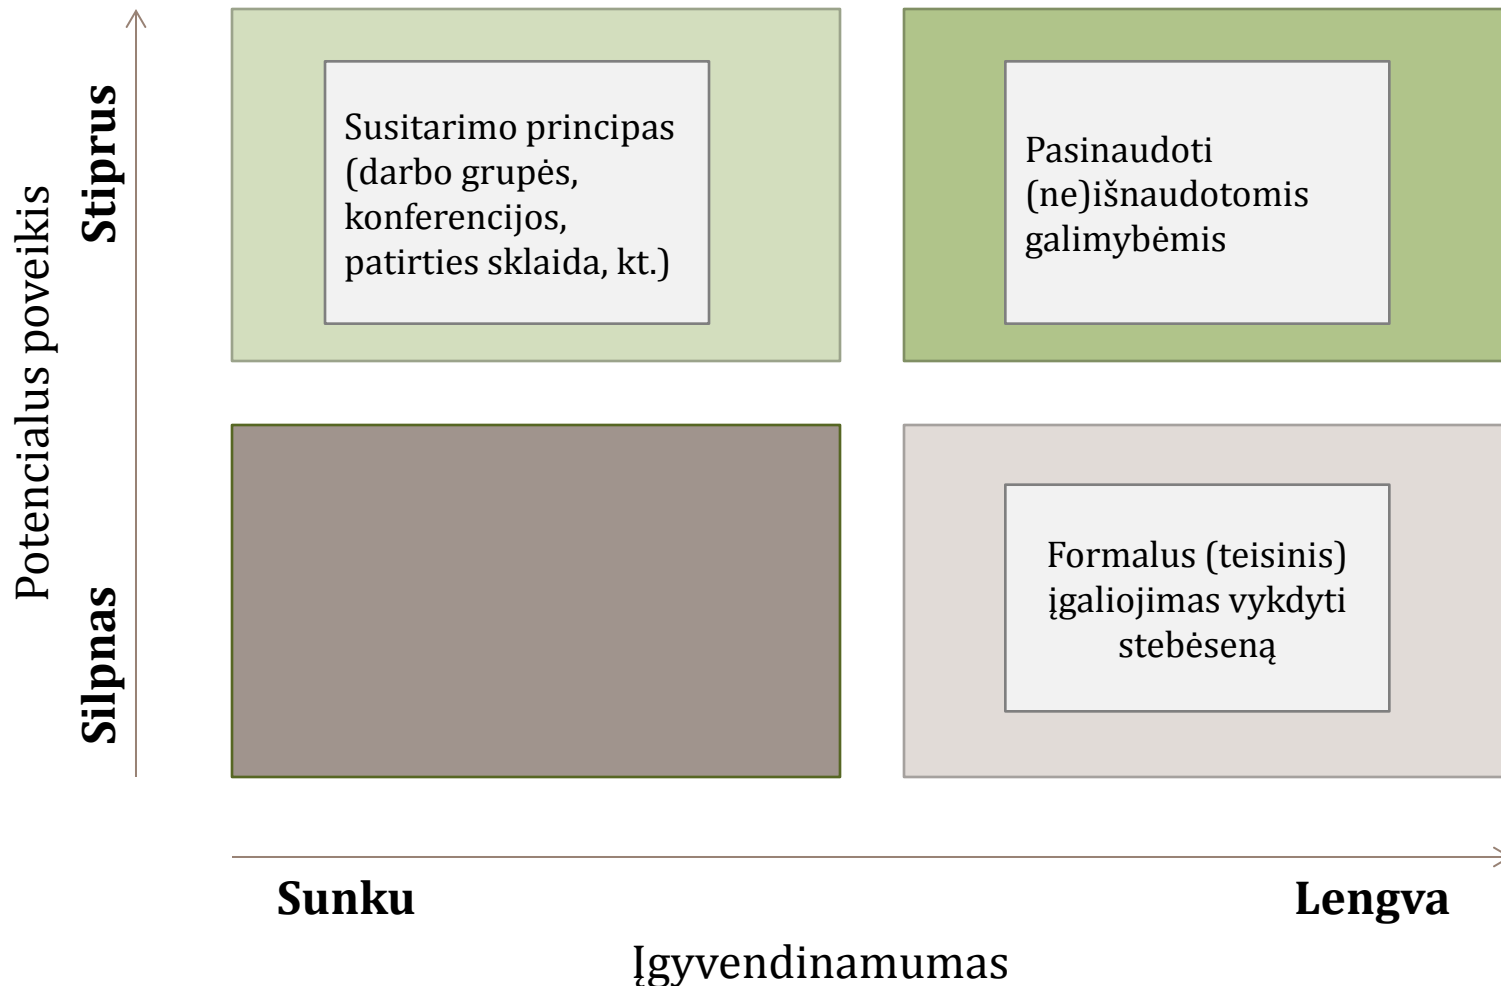 Potencialus poveikis
Stiprus
Silpnas
Susitarimo principas
(darbo grupės,
konferencijos,
patirties sklaida, kt.)
Pasinaudoti
(ne)išnaudotomis
galimybėmis
Formalus (teisinis)
įgaliojimas vykdyti
stebėseną
Sunku
Lengva
Įgyvendinamumas